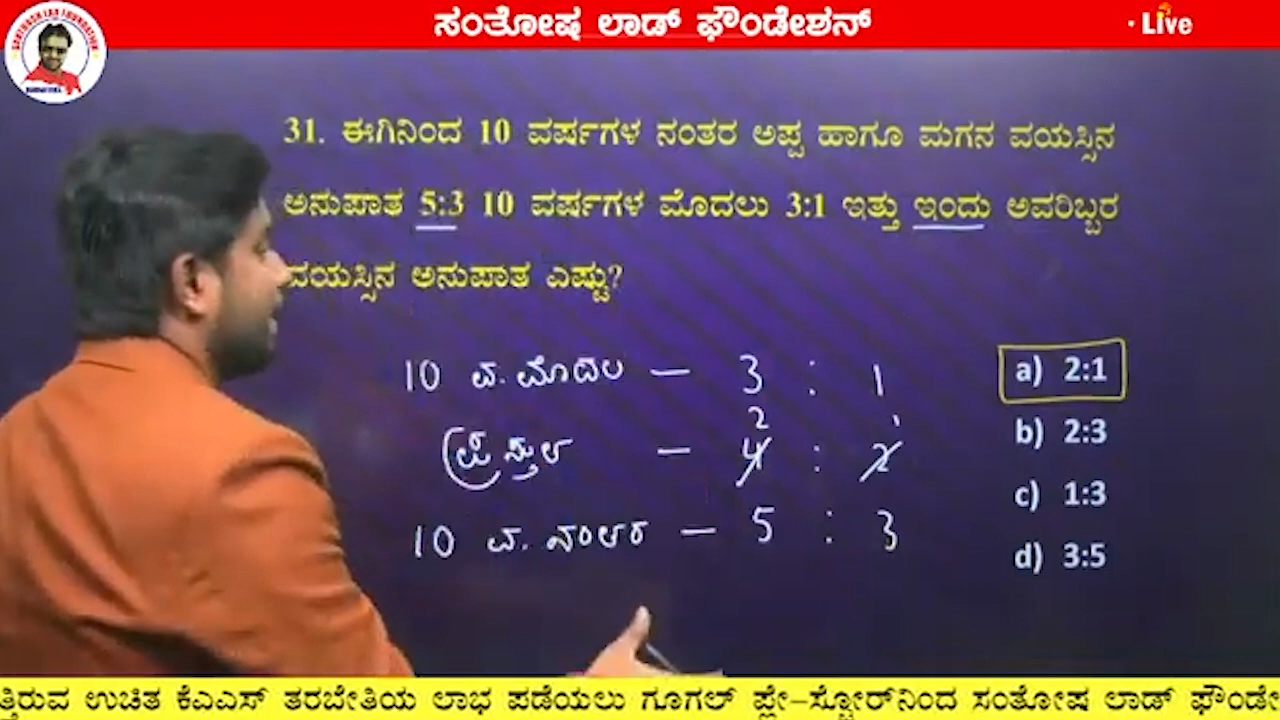 ಸಂತೋಷ ಲಾಡ್ ಫೌಂಡೇಶನ್
Live
31. ಈಗಿನಿಂದ 10 ವರ್ಷಗಳ ನಂತರ ಅಪ್ಪ ಹಾಗೂ ಮಗನ ವಯಸ್ಸಿನ
ಅನುಪಾತ 5:3 10 ವರ್ಷಗಳ ಮೊದಲು 3:1 ಇತ್ತು ಇಂದು ಅವರಿಬ್ಬರ
ವಯಸ್ಸಿನ ಅನುಪಾತ ಎಷ್ಟು?
10 ವ. ಮೊದಲ – 3 : 1
2 1
ಪ್ರಸ್ತುತ – 4 : 2
10 ವ. ನಂತರ – 5 : 3
a) 2:1
b) 2:3
c) 1:3
d) 3:5
ತ್ತಿರುವ ಉಚಿತ ಕೆಎಎಸ್ ತರಬೇತಿಯ ಲಾಭ ಪಡೆಯಲು ಗೂಗಲ್ ಪ್ಲೇ-ಸ್ಟೋರ್‌ನಿಂದ ಸಂತೋಷ ಲಾಡ್ ಫೌಂಡೇ